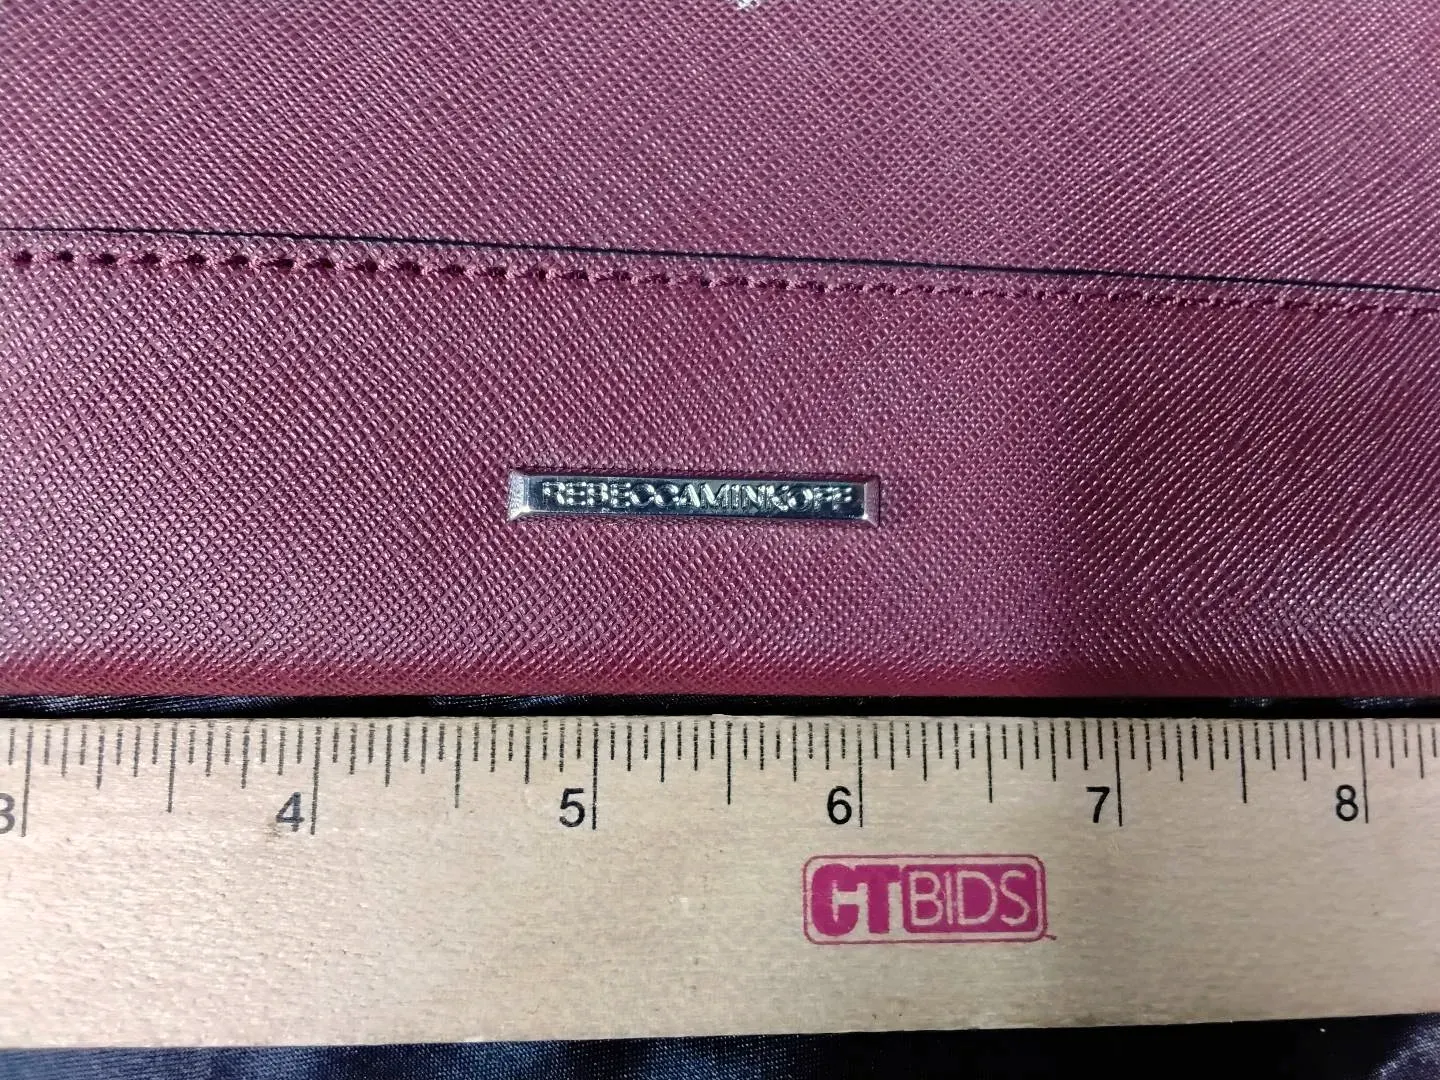 REBECCAMINKOFF
3 4 5 6 7 8
CTBIDS